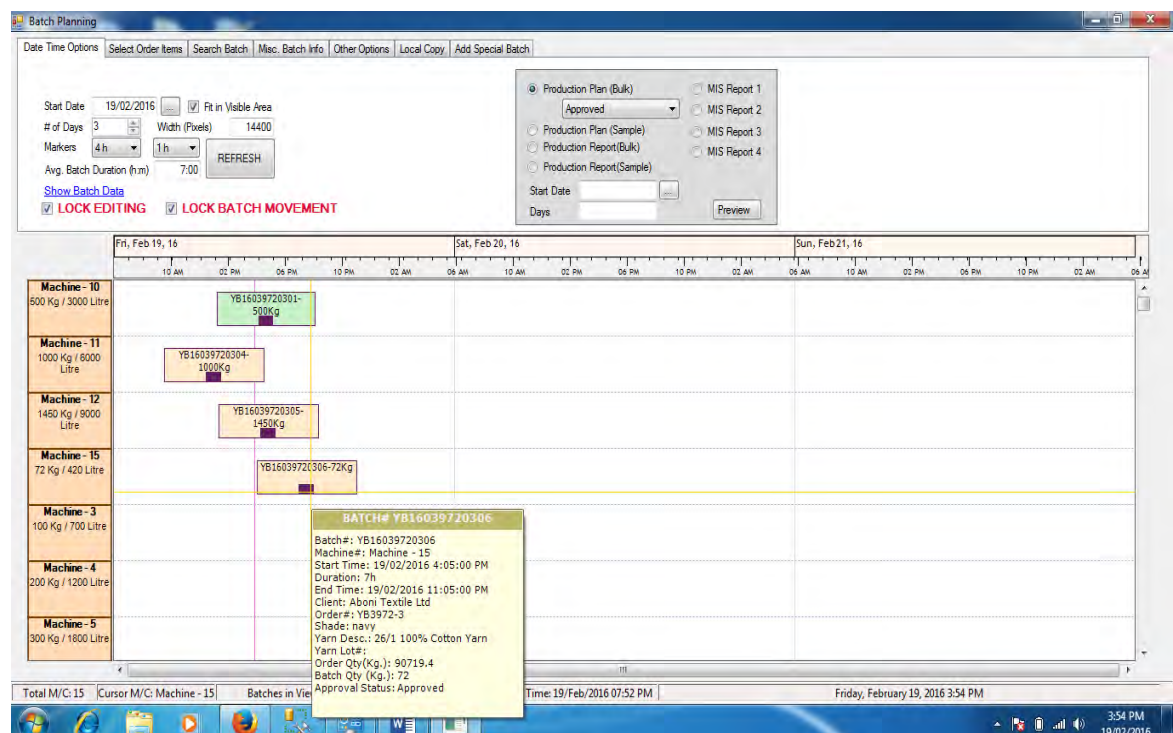 Batch Planning
Date Time Options Select Order Items Search Batch Misc. Batch Info Other Options Local Copy Add Special Batch
Start Date 19/02/2016 ... Fit in Visible Area
# of Days 3 Width (Pixels) 14400
Markers 4 h 1 h REFRESH
Avg. Batch Duration (h:m) 7:00
Show Batch Data
LOCK EDITING LOCK BATCH MOVEMENT
Production Plan (Bulk) MIS Report 1
Approved MIS Report 2
Production Plan (Sample) MIS Report 3
Production Report(Bulk) MIS Report 4
Production Report(Sample)
Start Date ...
Days Preview
Fri, Feb 19, 16 Sat, Feb 20, 16 Sun, Feb 21, 16
10 AM 02 PM 06 PM 10 PM 02 AM 06 AM 10 AM 02 PM 06 PM 10 PM 02 AM 06 AM 10 AM 02 PM 06 PM 10 PM 02 AM 06 A
Machine - 10
500 Kg / 3000 Litre
YB16039720301-
500Kg
Machine - 11
1000 Kg / 6000
Litre
YB16039720304-
1000Kg
Machine - 12
1450 Kg / 9000
Litre
YB16039720305-
1450Kg
Machine - 15
72 Kg / 420 Litre
YB16039720306-72Kg
Machine - 3
100 Kg / 700 Litre
Machine - 4
200 Kg / 1200 Litre
Machine - 5
300 Kg / 1800 Litre
BATCH# YB16039720306
Batch#: YB16039720306
Machine#: Machine - 15
Start Time: 19/02/2016 4:05:00 PM
Duration: 7h
End Time: 19/02/2016 11:05:00 PM
Client: Aboni Textile Ltd
Order#: YB3972-3
Shade: navy
Yarn Desc.: 26/1 100% Cotton Yarn
Yarn Lot#:
Order Qty(Kg.): 90719.4
Batch Qty (Kg.): 72
Approval Status: Approved
Total M/C: 15 Cursor M/C: Machine - 15 Batches in Vie Time: 19/Feb/2016 07:52 PM Friday, February 19, 2016 3:54 PM
3:54 PM
19/02/2016